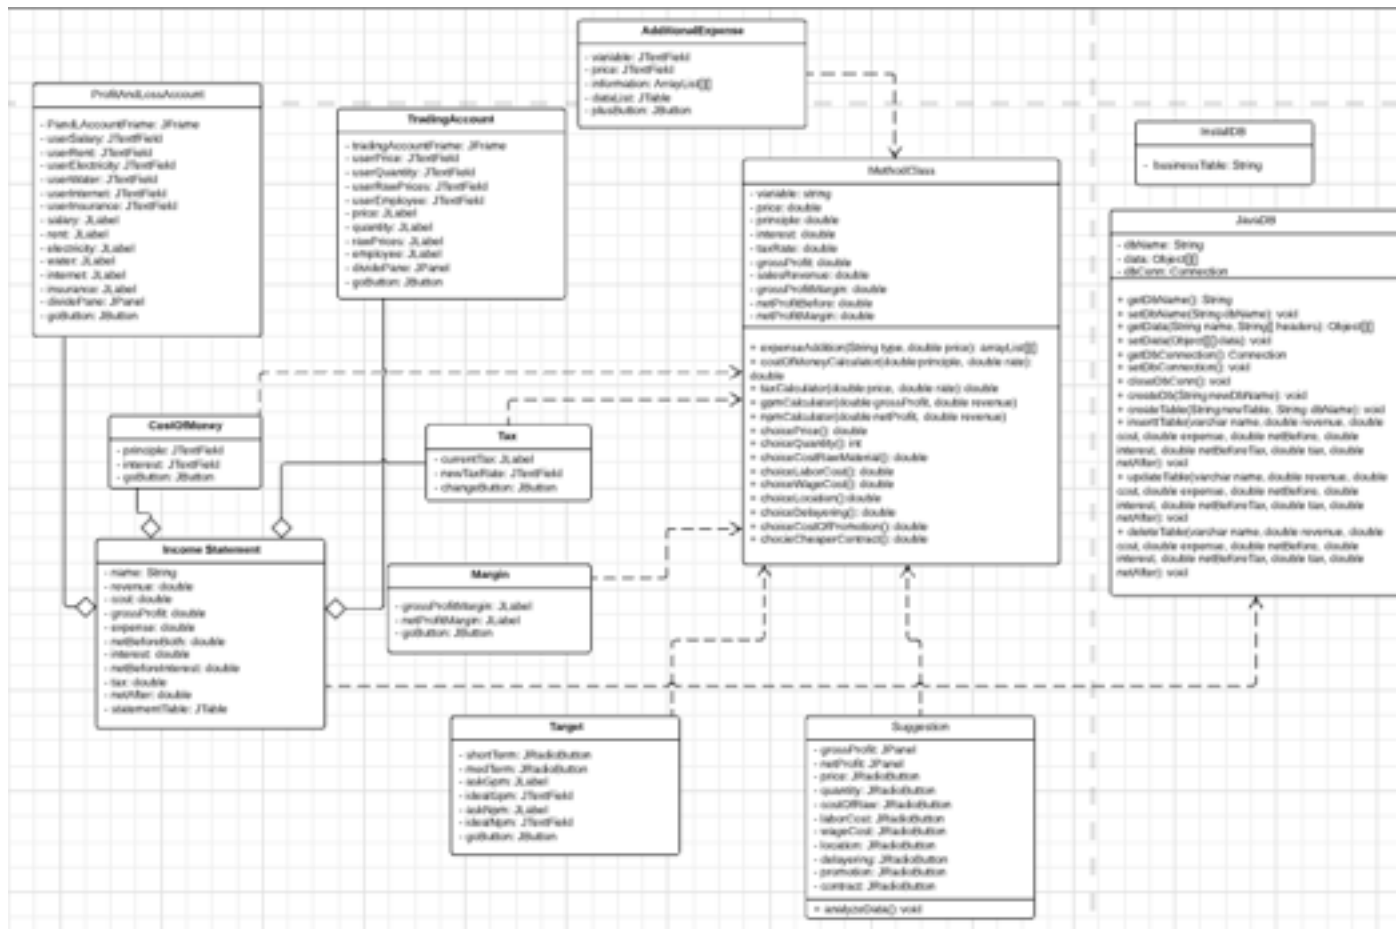 AdditionalExpense
- variable: JTextField
- price: JTextField
- information: ArrayList[][]
- dataList: JTable
- plusButton: JButton
ProfitAndLossAccount
- PandLAccountFrame: JFrame
- userSalary: JTextField
- userRent: JTextField
- userElectricity: JTextField
- userWater: JTextField
- userInternet: JTextField
- userInsurance: JTextField
- salary: JLabel
- rent: JLabel
- electricity: JLabel
- water: JLabel
- internet: JLabel
- insurance: JLabel
- dividePane: JPanel
- goButton: JButton
TradingAccount
- tradingAccountFrame: JFrame
- userPrice: JTextField
- userQuantity: JTextField
- userRawPrices: JTextField
- userEmployee: JTextField
- price: JLabel
- quantity: JLabel
- rawPrices: JLabel
- employee: JLabel
- dividePane: JPanel
- goButton: JButton
MethodClass
- variable: string
- price: double
- principle: double
- interest: double
- taxRate: double
- grossProfit: double
- salesRevenue: double
- grossProfitMargin: double
- netProfitBefore: double
- netProfitMargin: double
+ expenseAddition(String type, double price): arrayList[][]
+ costOfMoneyCalculator(double principle, double rate):
double
+ taxCalculator(double price, double rate): double
+ gpmCalculator(double grossProfit, double revenue)
+ npmCalculator(double netProfit, double revenue)
+ choicePrice(): double
+ choiceQuantity(): int
+ choiceCostRawMaterial(): double
+ choiceLaborCost(): double
+ choiceWageCost(): double
+ choiceLocation():double
+ choiceDelayering(): double
+ choiceCostOfPromotion(): double
+ chocieCheaperContract(): double
InstallDB
- businessTable: String
JavaDB
- dbName: String
- data: Object[][]
- dbConn: Connection
+ getDbName(): String
+ setDbName(String dbName): void
+ getData(String name, String[] headers): Object[][]
+ setData(Object[][] data): void
+ getDbConnection(): Connection
+ setDbConnection(): void
+ closeDbConn(): void
+ createDb(String newDbName): void
+ createTable(String newTable, String dbName): void
+ insertTable(varchar name, double revenue, double
cost, double expense, double netBefore, double
interest, double netBeforeTax, double tax, double
netAfter): void
+ updateTable(varchar name, double revenue, double
cost, double expense, double netBefore, double
interest, double netBeforeTax, double tax, double
netAfter): void
+ deleteTable(varchar name, double revenue, double
cost, double expense, double netBefore, double
interest, double netBeforeTax, double tax, double
netAfter): void
CostOfMoney
- principle: JTextField
- interest: JTextField
- goButton: JButton
Tax
- currentTax: JLabel
- newTaxRate: JTextField
- changeButton: JButton
Income Statement
- name: String
- revenue: double
- cost: double
- grossProfit: double
- expense: double
- netBeforeBoth: double
- interest: double
- netBeforeInterest: double
- tax: double
- netAfter: double
- statementTable: JTable
Margin
- grossProfitMargin: JLabel
- netProfitMargin: JLabel
- goButton: JButton
Target
- shortTerm: JRadioButton
- medTerm: JRadioButton
- askGpm: JLabel
- idealGpm: JTextField
- askNpm: JLabel
- idealNpm: JTextField
- goButton: JButton
Suggestion
- grossProfit: JPanel
- netProfit: JPanel
- price: JRadioButton
- quantity: JRadioButton
- costOfRaw: JRadioButton
- laborCost: JRadioButton
- wageCost: JRadioButton
- location: JRadioButton
- delayering: JRadioButton
- promotion: JRadioButton
- contract: JRadioButton
+ analyzeData(): void